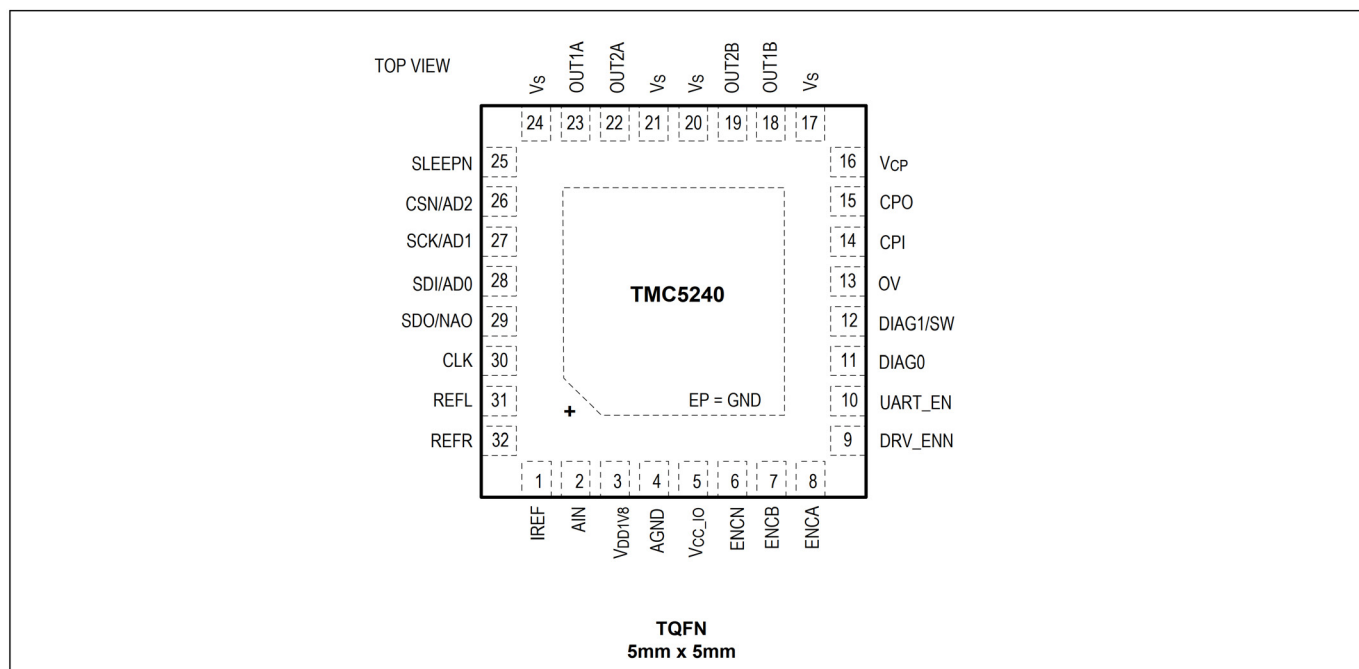 TOP VIEW
Vs OUT1A OUT2A Vs Vs OUT2B OUT1B Vs
24 23 22 21 20 19 18 17
SLEEPN 25 16 VCP
CSN/AD2 26 15 CPO
SCK/AD1 27 14 CPI
SDI/AD0 28 13 OV
TMC5240
SDO/NAO 29 12 DIAG1/SW
CLK 30 11 DIAG0
REFL 31 EP = GND 10 UART_EN
+
REFR 32 9 DRV_ENN
1 2 3 4 5 6 7 8
IREF AIN VDD1V8 AGND VCC_IO ENCN ENCB ENCA
TQFN
5mm x 5mm